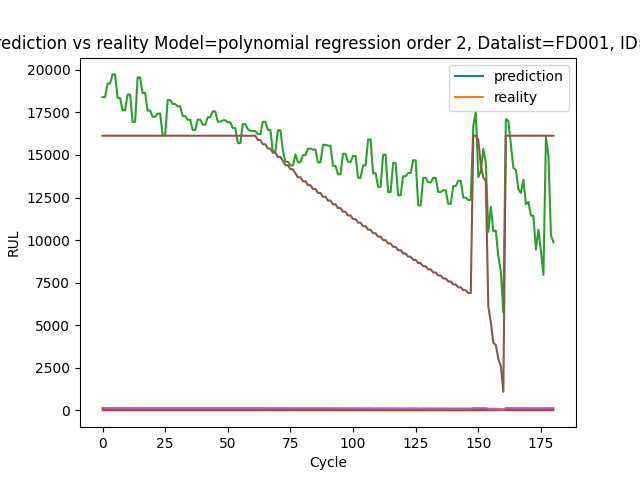 rediction vs reality Model=polynomial regression order 2, Datalist=FD001, ID=
prediction
reality
20000
17500
15000
12500
10000
7500
5000
2500
0
RUL
0 25 50 75 100 125 150 175
Cycle